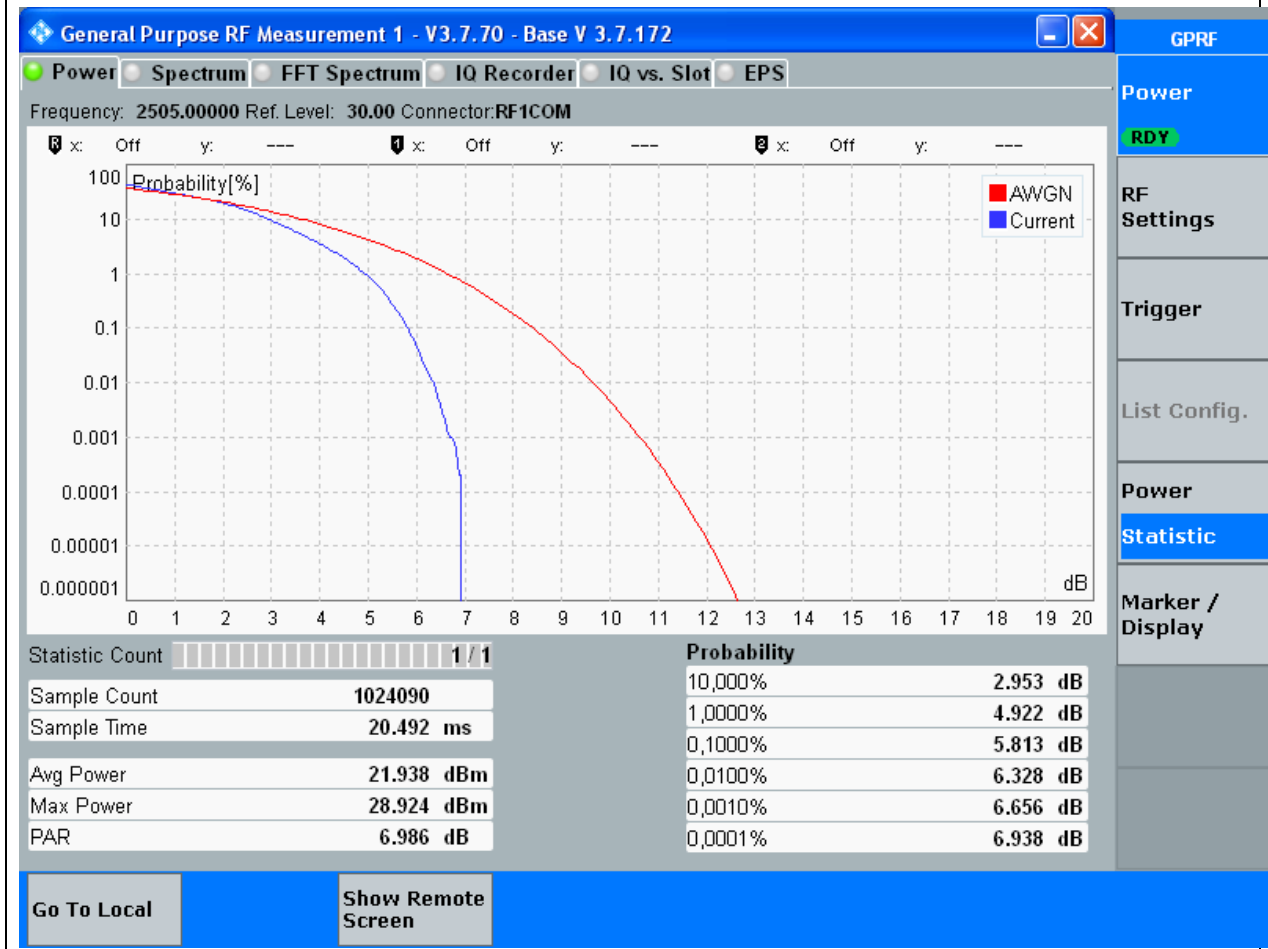 General Purpose RF Measurement 1 - V3.7.70 - Base V 3.7.172
GPRF
Power Spectrum FFT Spectrum IQ Recorder IQ vs. Slot EPS
Power
RDY
Frequency: 2505.00000 Ref. Level: 30.00 Connector:RF1COM
R x: Off y: --- 1 x: Off y: --- 2 x: Off y: ---
Probability[%]
AWGN
Current
100
10
1
0.1
0.01
0.001
0.0001
0.00001
0.000001
dB
0 1 2 3 4 5 6 7 8 9 10 11 12 13 14 15 16 17 18 19 20
RF Settings
Trigger
List Config.
Power
Statistic
Marker / Display
Statistic Count 1 / 1
Sample Count 1024090
Sample Time 20.492 ms
Avg Power 21.938 dBm
Max Power 28.924 dBm
PAR 6.986 dB
Probability
10,000% 2.953 dB
1,0000% 4.922 dB
0,1000% 5.813 dB
0,0100% 6.328 dB
0,0010% 6.656 dB
0,0001% 6.938 dB
Go To Local
Show Remote Screen